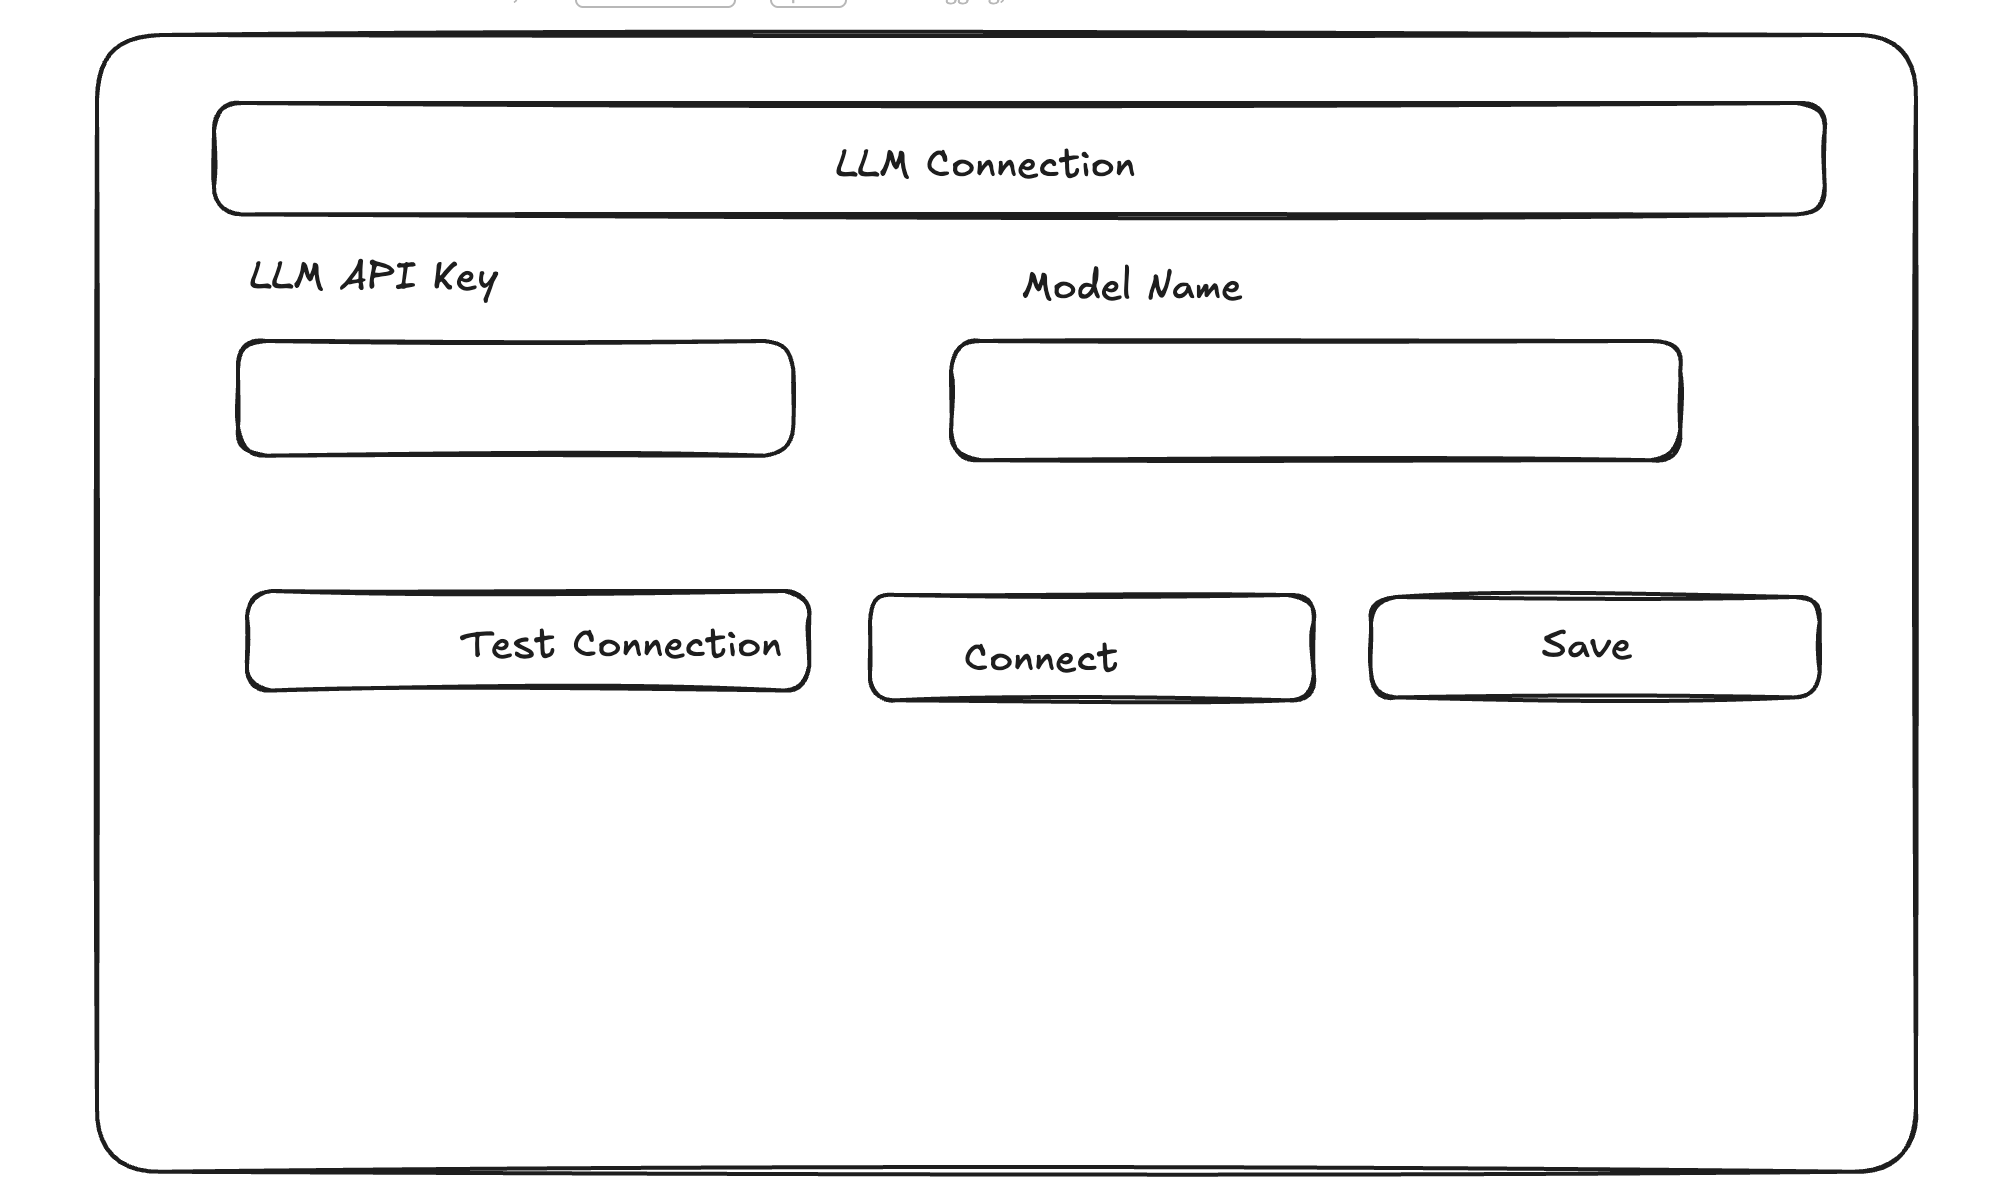 LLM Connection
LLM API Key
Model Name
Test Connection
Connect
Save